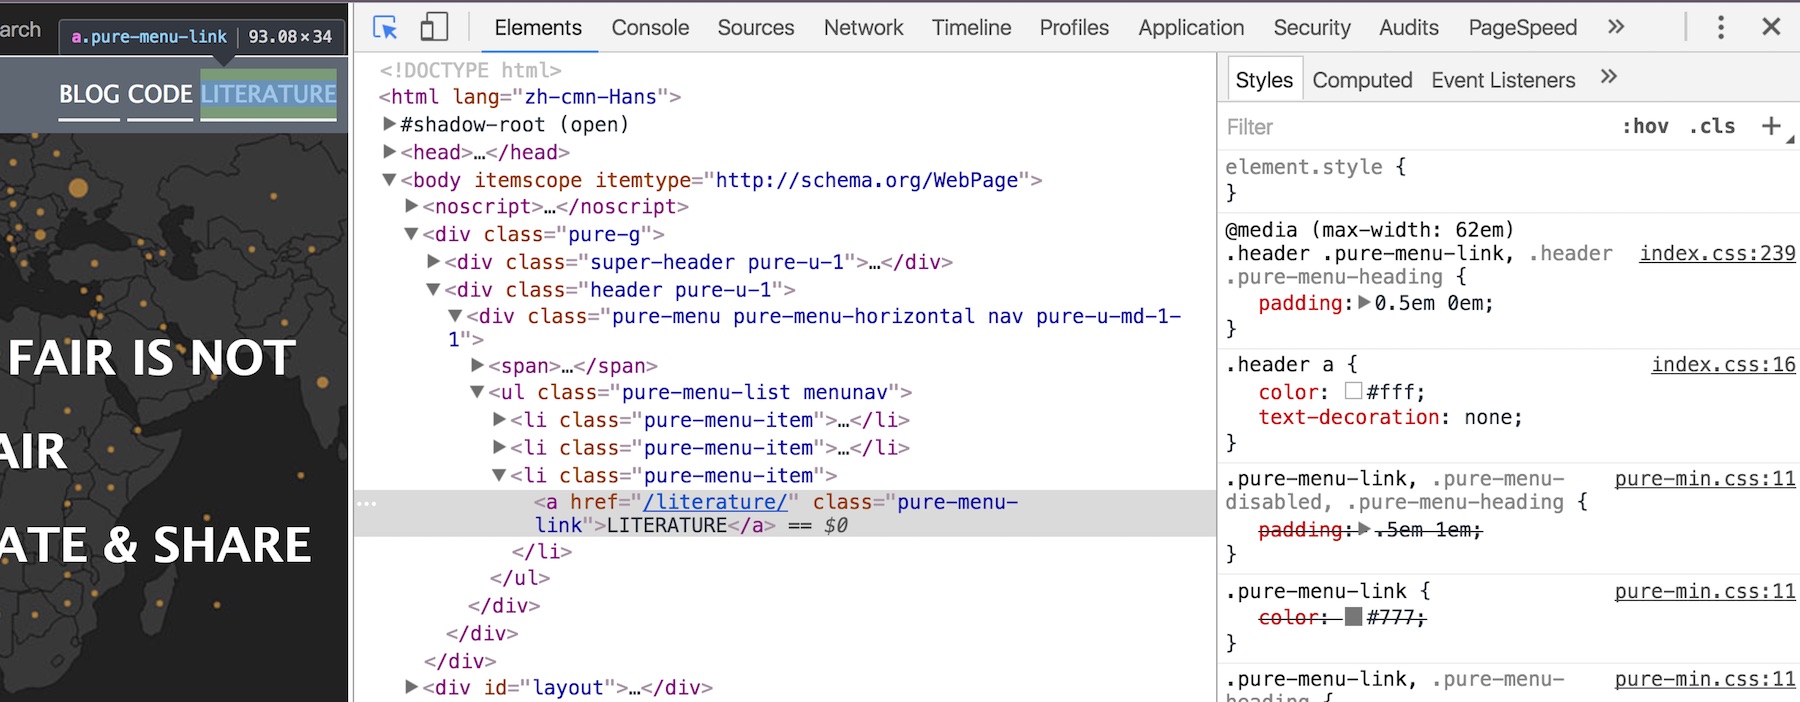 arch
a.pure-menu-link | 93.08×34
BLOG CODE LITERATURE
FAIR IS NOT
AIR
ATE & SHARE
Elements Console Sources Network Timeline Profiles Application Security Audits PageSpeed »
<!DOCTYPE html>
<html lang="zh-cmn-Hans">
▶#shadow-root (open)
▶<head>…</head>
▼<body itemscope itemtype="http://schema.org/WebPage">
▶<noscript>…</noscript>
▼<div class="pure-g">
▶<div class="super-header pure-u-1">…</div>
▼<div class="header pure-u-1">
▼<div class="pure-menu pure-menu-horizontal nav pure-u-md-1-
1">
▶<span>…</span>
▼<ul class="pure-menu-list menunav">
▶<li class="pure-menu-item">…</li>
▶<li class="pure-menu-item">…</li>
▼<li class="pure-menu-item">
<a href="/literature/" class="pure-menu-
link">LITERATURE</a> == $0
</li>
</ul>
</div>
</div>
</div>
▶<div id="layout">…</div>
Styles Computed Event Listeners »
Filter :hov .cls +
element.style {
}
@media (max-width: 62em)
.header .pure-menu-link, .header index.css:239
.pure-menu-heading {
padding:▶0.5em 0em;
}
.header a { index.css:16
color: #fff;
text-decoration: none;
}
.pure-menu-link, .pure-menu- pure-min.css:11
disabled, .pure-menu-heading {
padding:▶.5em 1em;
}
.pure-menu-link { pure-min.css:11
color: #777;
}
.pure-menu-link, .pure-menu- pure-min.css:11
heading {